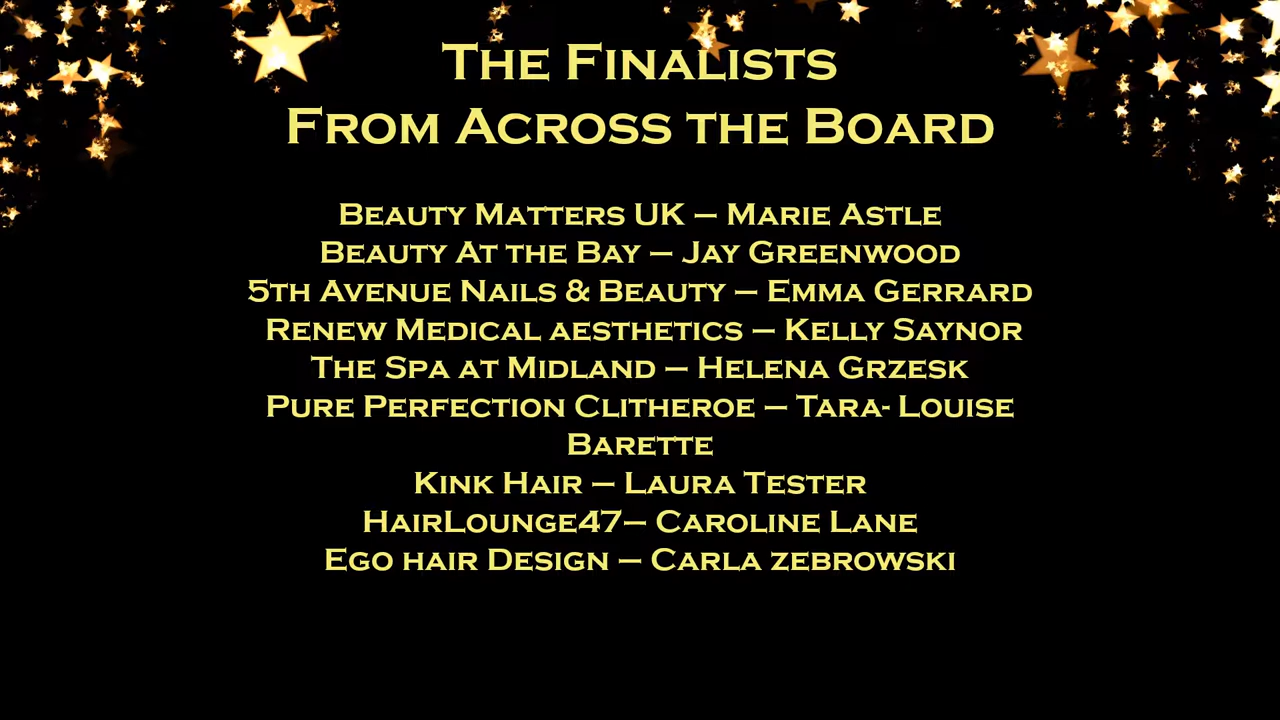 The Finalists
From Across the Board
Beauty Matters UK – Marie Astle
Beauty At the Bay – Jay Greenwood
5th Avenue Nails & Beauty – Emma Gerrard
Renew Medical aesthetics – Kelly Saynor
The Spa at Midland – Helena Grzesk
Pure Perfection Clitheroe – Tara- Louise
Barette
Kink Hair – Laura Tester
HairLounge47– Caroline Lane
Ego hair Design – Carla zebrowski